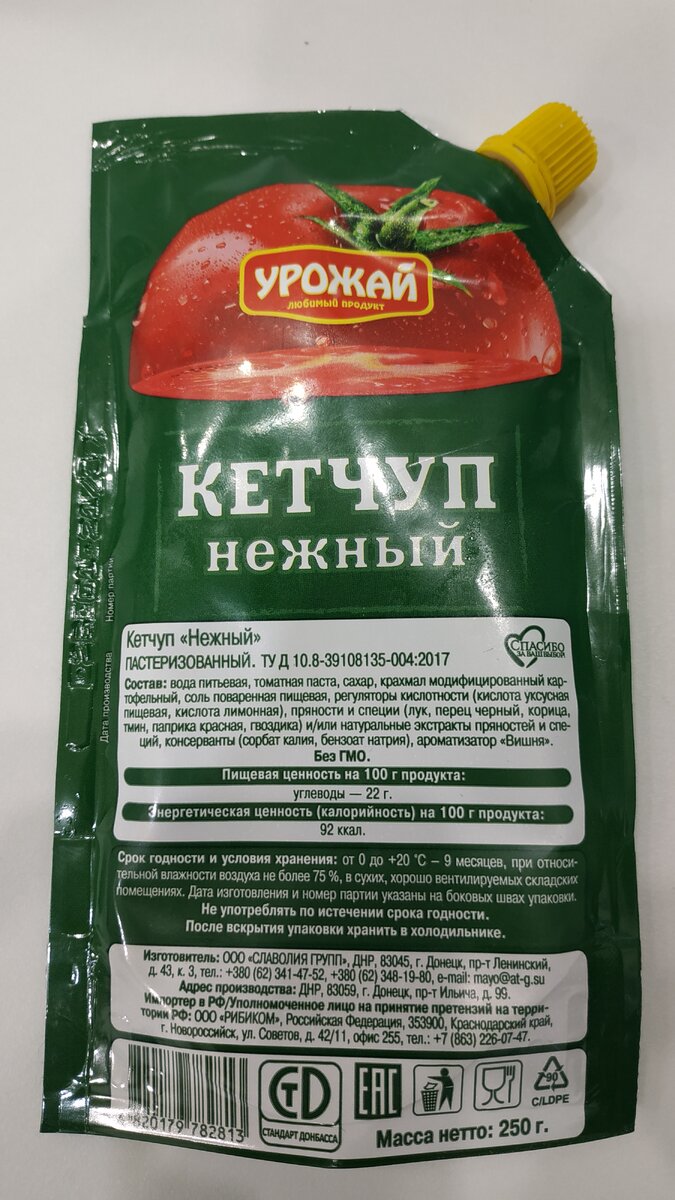 УРОЖАЙ
любимый продукт
КЕТЧУП
нежный
Номер партии
Дата производства
Кетчуп «Нежный»
СПАСИБО
ЗА ВАШ ВЫБОР
ПАСТЕРИЗОВАННЫЙ. ТУ Д 10.8-39108135-004:2017
Состав: вода питьевая, томатная паста, сахар, крахмал модифицированный кар-
тофельный, соль поваренная пищевая, регуляторы кислотности (кислота уксусная
пищевая, кислота лимонная), пряности и специи (лук, перец черный, корица,
тмин, паприка красная, гвоздика) и/или натуральные экстракты пряностей и спе-
ций, консерванты (сорбат калия, бензоат натрия), ароматизатор «Вишня».
Без ГМО.
Пищевая ценность на 100 г продукта:
углеводы — 22 г.
Энергетическая ценность (калорийность) на 100 г продукта:
92 ккал.
Срок годности и условия хранения: от 0 до +20 °С – 9 месяцев, при относи-
тельной влажности воздуха не более 75 %, в сухих, хорошо вентилируемых складских
помещениях. Дата изготовления и номер партии указаны на боковых швах упаковки.
Не употреблять по истечении срока годности.
После вскрытия упаковки хранить в холодильнике.
Изготовитель: ООО «СЛАВОЛИЯ ГРУПП», ДНР, 83045, г. Донецк, пр-т Ленинский,
д. 43, к. 3, тел.: +380 (62) 341-47-52, +380 (62) 348-19-80, e-mail: mayo@at-g.su
Адрес производства: ДНР, 83059, г. Донецк, пр-т Ильича, д. 99.
Импортер в РФ/Уполномоченное лицо на принятие претензий на терри-
тории РФ: ООО «РИБИКОМ», Российская Федерация, 353900, Краснодарский край,
г. Новороссийск, ул. Советов, д. 42/11, офис 255, тел.: +7 (863) 226-07-47.
4 820179 782813
СТД
СТАНДАРТ ДОНБАССА
ЕАС
90
C/LDPE
Масса нетто: 250 г.